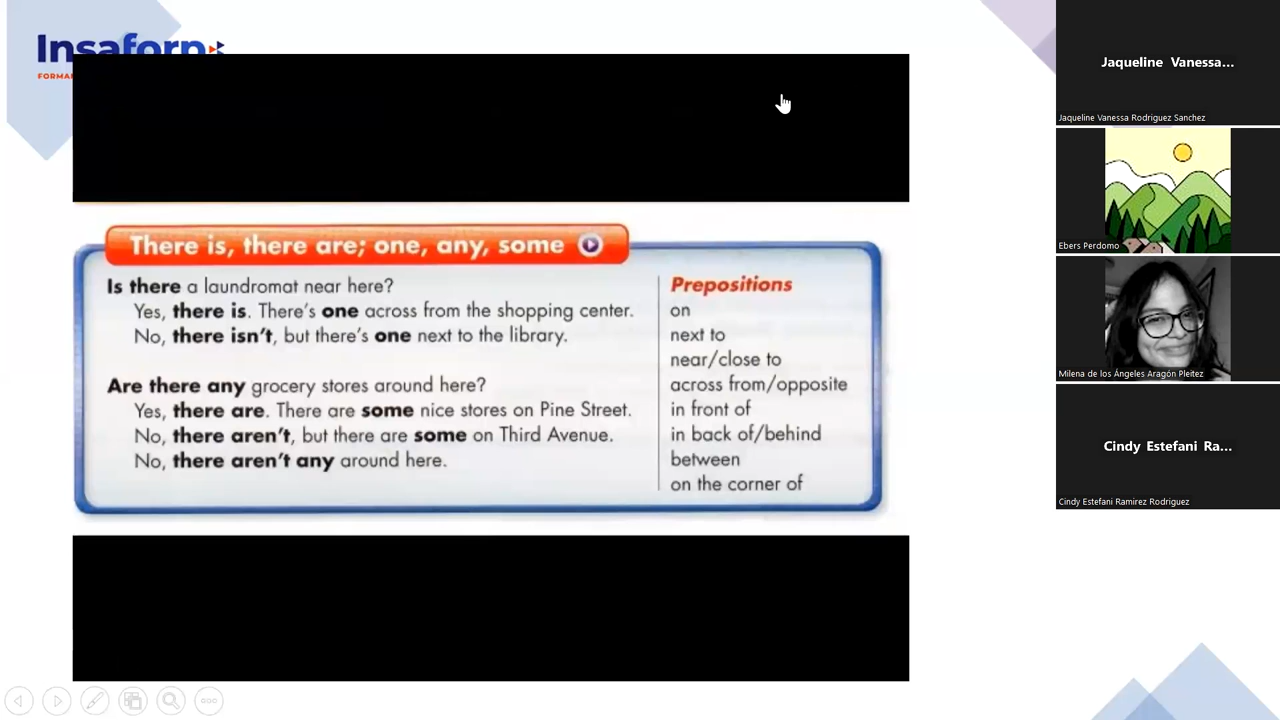 Insaforp
There is, there are; one, any, some
Is there a laundromat near here?
Yes, there is. There's one across from the shopping center.
No, there isn't, but there's one next to the library.
Are there any grocery stores around here?
Yes, there are. There are some nice stores on Pine Street.
No, there aren't, but there are some on Third Avenue.
No, there aren't any around here.
Prepositions
on
next to
near/close to
across from/opposite
in front of
in back of/behind
between
on the corner of
Jaqueline Vanessa...
Jaqueline Vanessa Rodriguez Sanchez
Ebers Perdomo
Milena de los Ángeles Aragón Pleitez
Cindy Estefani Ra...
Cindy Estefani Ramirez Rodriguez